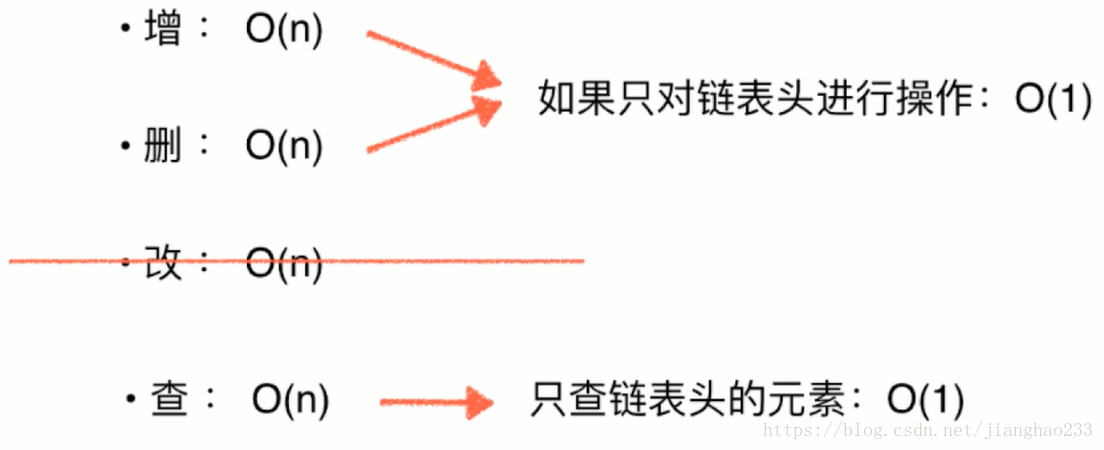 • 增： O(n)
如果只对链表头进行操作：O(1)
• 删： O(n)
• 改： O(n)
• 查： O(n)
只查链表头的元素：O(1)
https://blog.csdn.net/jianghao233